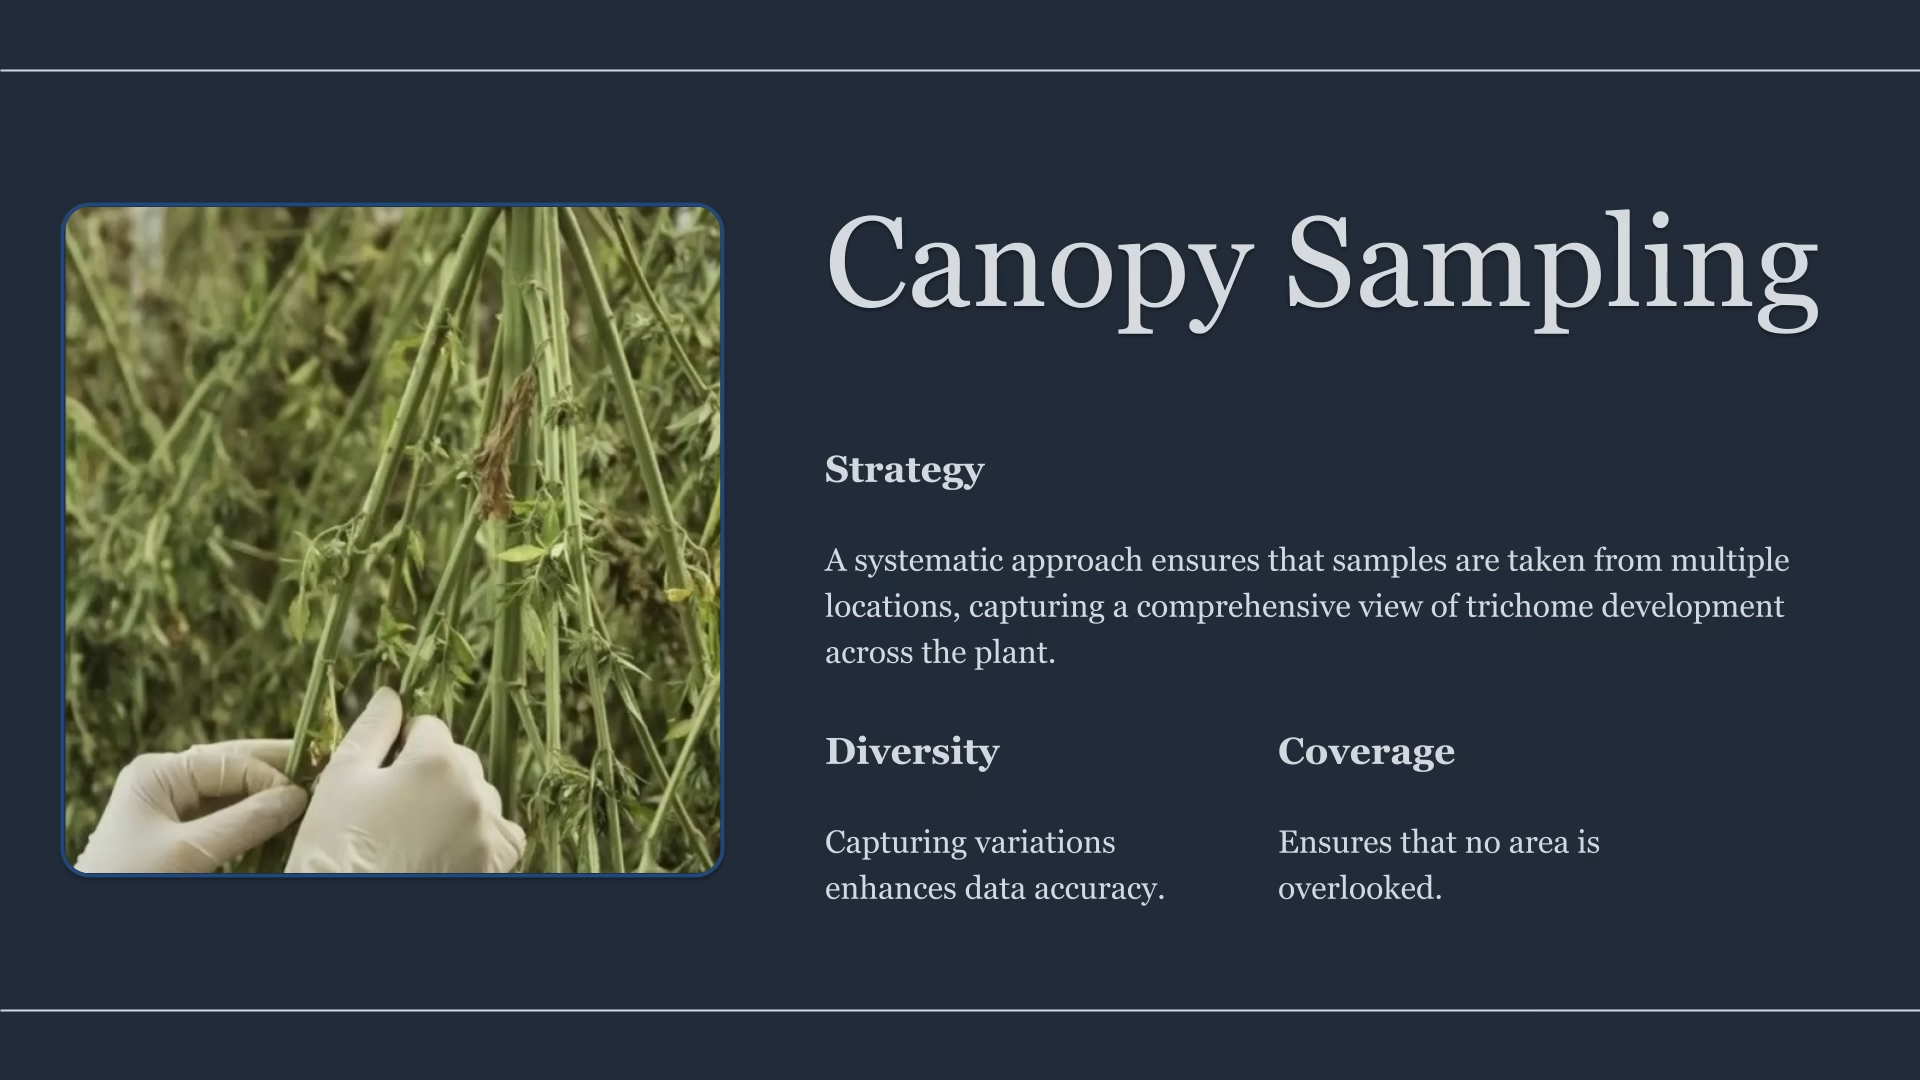 Canopy Sampling
Strategy
A systematic approach ensures that samples are taken from multiple
locations, capturing a comprehensive view of trichome development
across the plant.
Diversity
Capturing variations
enhances data accuracy.
Coverage
Ensures that no area is
overlooked.